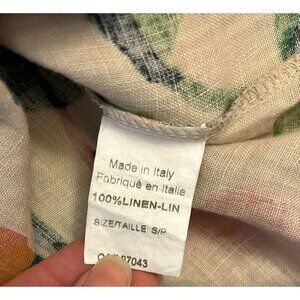 Made in Italy
Fabriqué en Italie
100%LINEN-LIN
SIZE/TAILLE S/P